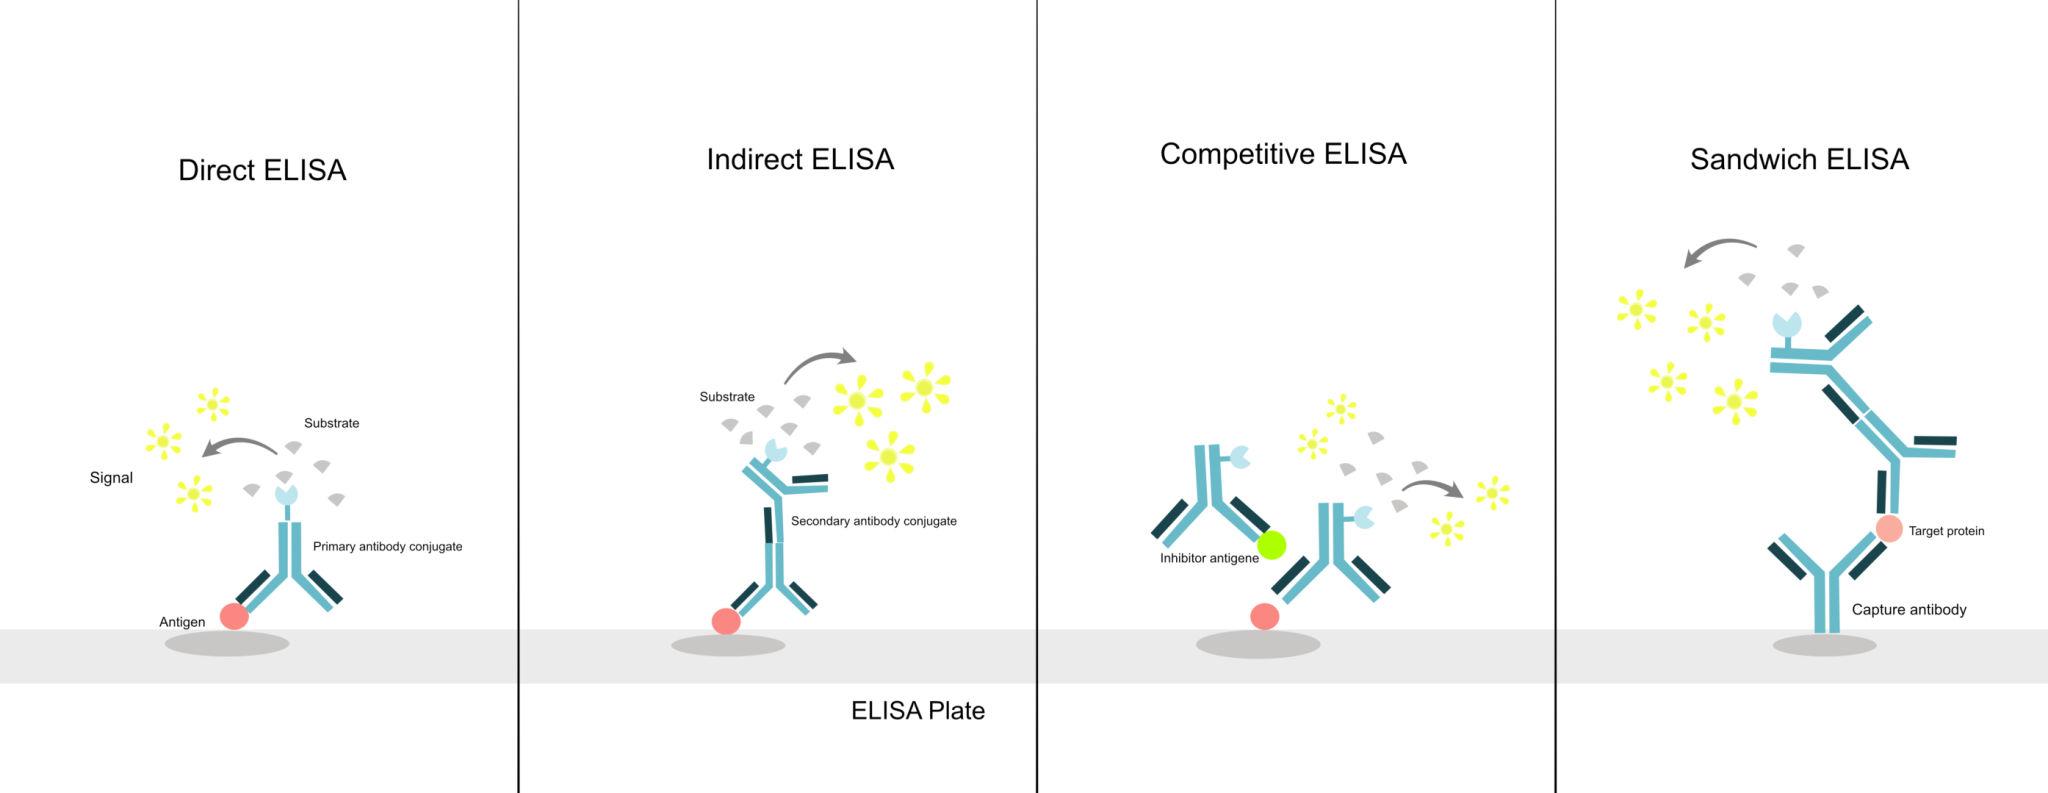 Direct ELISA
Substrate
Signal
Primary antibody conjugate
Antigen
Indirect ELISA
Substrate
Secondary antibody conjugate
ELISA Plate
Competitive ELISA
Inhibitor antigene
Sandwich ELISA
Target protein
Capture antibody